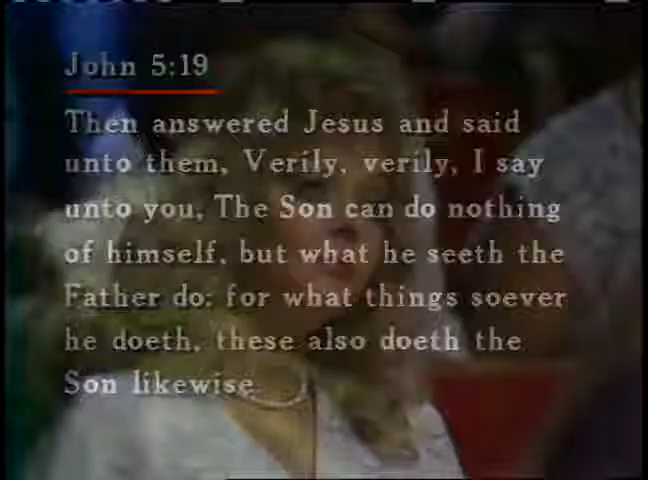 John 5:19
Then answered Jesus and said
unto them, Verily, verily, I say
unto you, The Son can do nothing
of himself, but what he seeth the
Father do: for what things soever
he doeth, these also doeth the
Son likewise